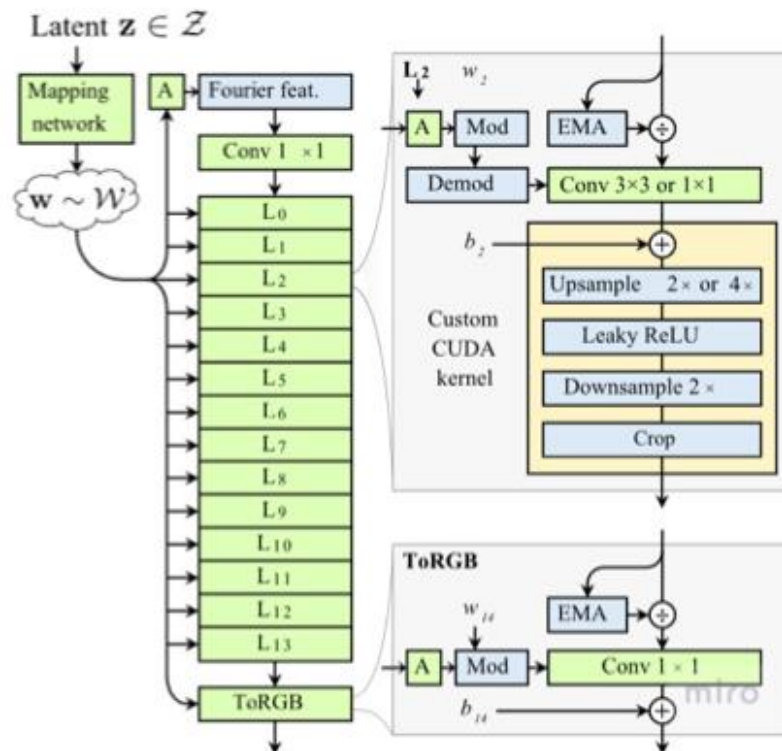 Latent z ∈ Z
Mapping
network
w ~ W
A
Fourier feat.
Conv 1 ×1
L0
L1
L2
L3
L4
L5
L6
L7
L8
L9
L10
L11
L12
L13
ToRGB
L2
w2
A
Mod
EMA
÷
Demod
Conv 3×3 or 1×1
b2
+
Upsample 2× or 4×
Leaky ReLU
Downsample 2×
Crop
Custom
CUDA
kernel
ToRGB
EMA
÷
w14
A
Mod
Conv 1 × 1
b14
+
miro